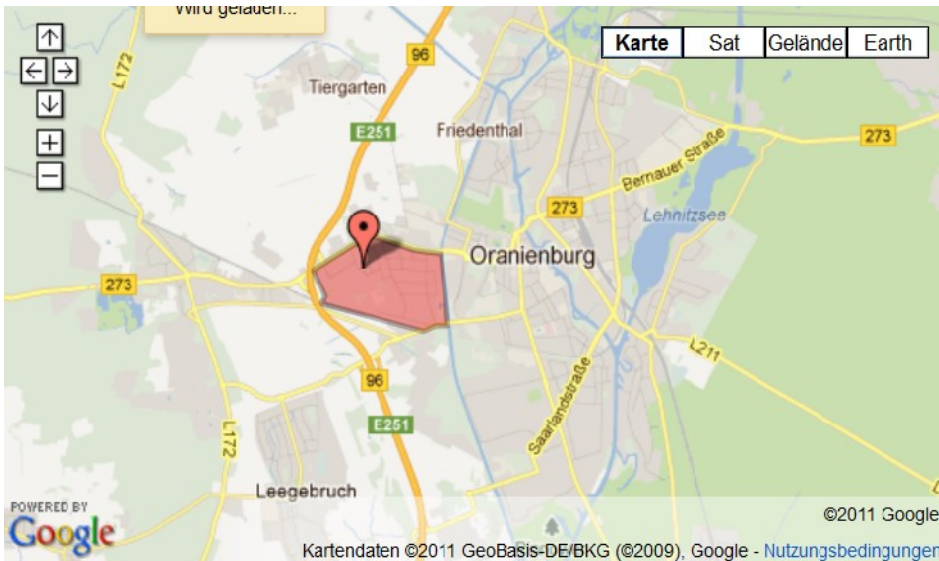 Wird geladen...
Karte Sat Gelände Earth
L172
96
Tiergarten
E251
Friedenthal
273
Bernauer Straße
273
Lehnitzsee
Oranienburg
273
L211
96
Saarlandstraße
E251
L172
Leegebruch
POWERED BY
Google
©2011 Google
Kartendaten ©2011 GeoBasis-DE/BKG (©2009), Google - Nutzungsbedingungen